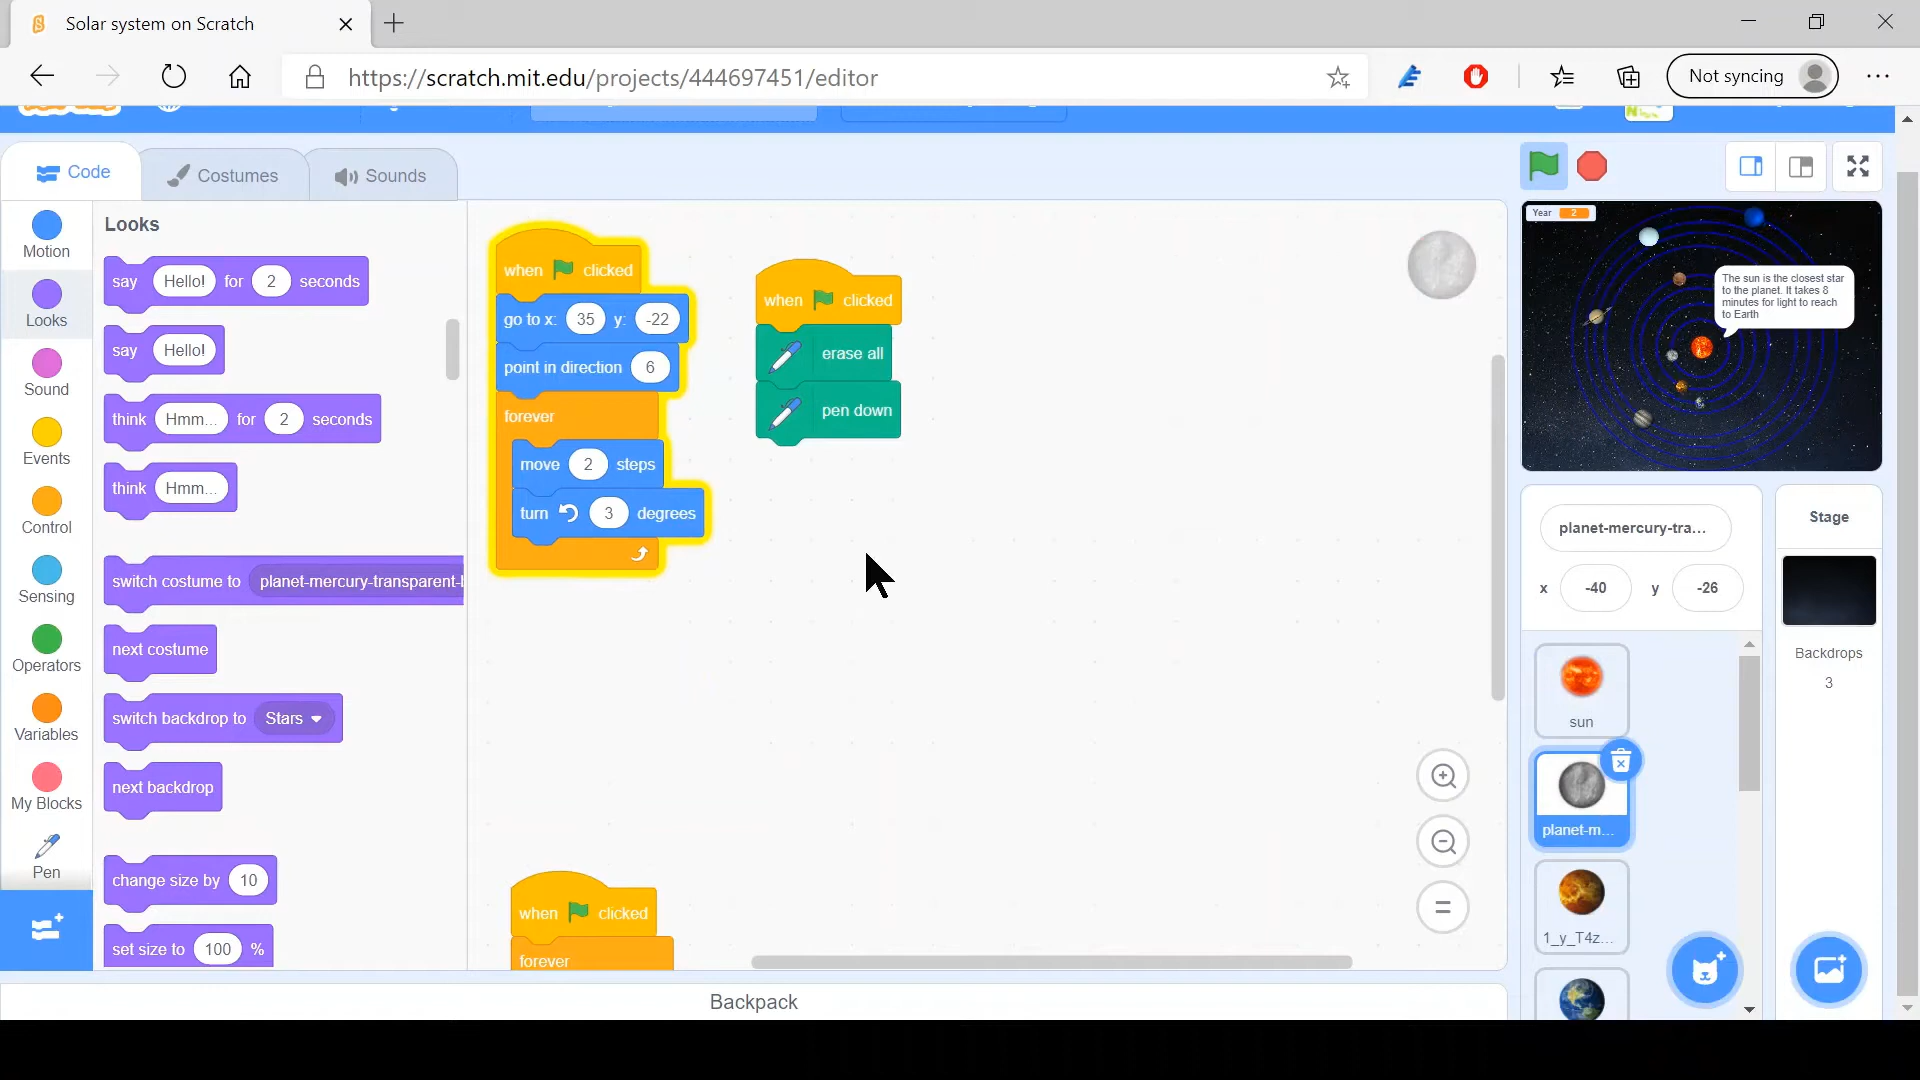 Solar system on Scratch
https://scratch.mit.edu/projects/444697451/editor
Not syncing
Code
Costumes
Sounds
Motion
Looks
Sound
Events
Control
Sensing
Operators
Variables
My Blocks
Pen
Looks
say Hello! for 2 seconds
say Hello!
think Hmm... for 2 seconds
think Hmm...
switch costume to planet-mercury-transparent-b
next costume
switch backdrop to Stars
next backdrop
change size by 10
set size to 100 %
when clicked
go to x: 35 y: -22
point in direction 6
forever
move 2 steps
turn 3 degrees
when clicked
erase all
pen down
when clicked
forever
Year 2
The sun is the closest star
to the planet. It takes 8
minutes for light to reach
to Earth
planet-mercury-tra...
x -40 y -26
sun
planet-m...
1_y_T4z...
Stage
Backdrops
3
Backpack